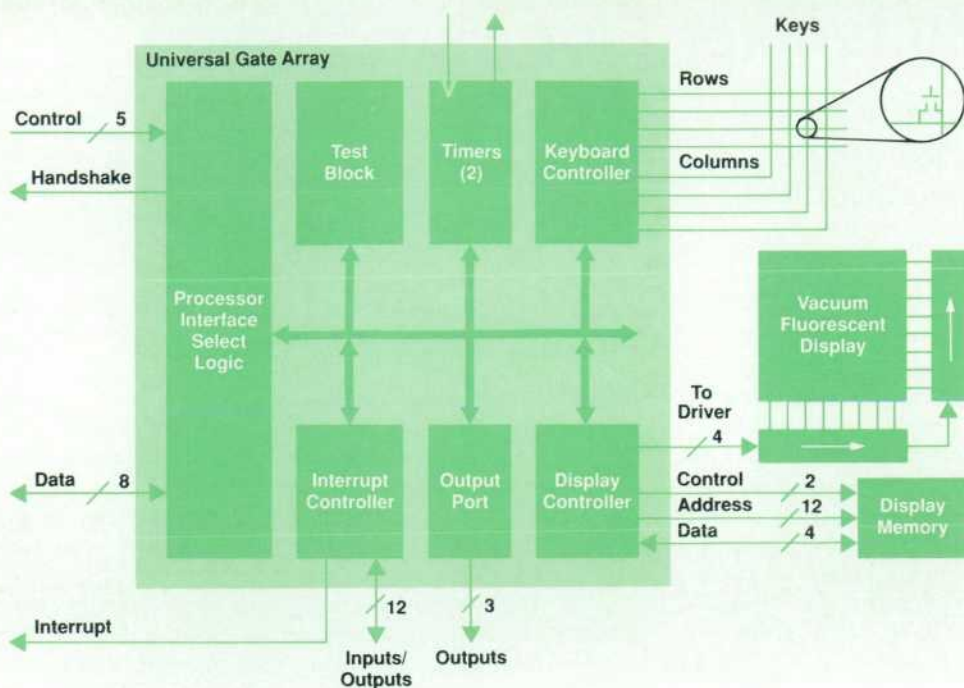 Universal Gate Array
Keys
Rows
Columns
Control 5
Handshake
Test
Block
Timers
(2)
Keyboard
Controller
Processor
Interface
Select
Logic
Vacuum
Fluorescent
Display
To
Driver
4
Data 8
Interrupt
Controller
Output
Port
Display
Controller
Control 2
Address 12
Data 4
Display
Memory
Interrupt
12
Inputs/
Outputs
3
Outputs